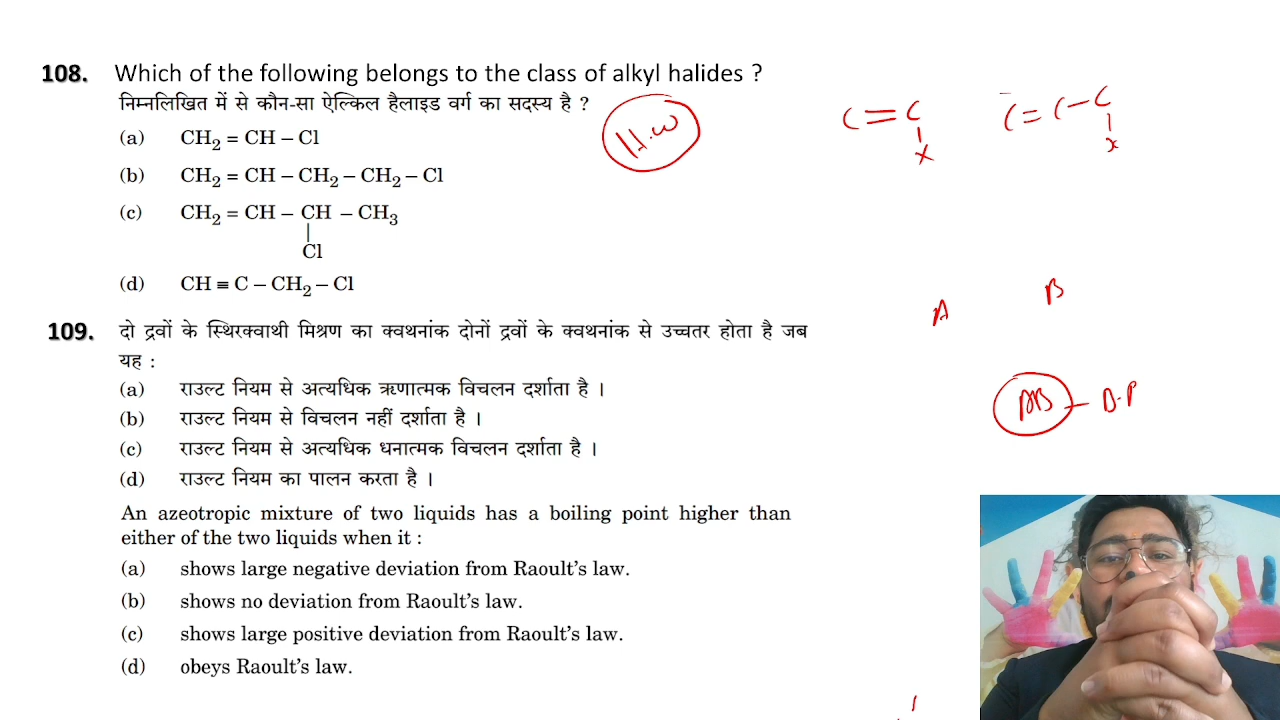 108. Which of the following belongs to the class of alkyl halides ?
निम्नलिखित में से कौन-सा ऐल्किल हैलाइड वर्ग का सदस्य है ?
(a) CH₂ = CH – Cl
(b) CH₂ = CH – CH₂ – CH₂ – Cl
(c) CH₂ = CH – CH – CH₃
|
Cl
(d) CH ≡ C – CH₂ – Cl
H.W
C = C
|
X
C = C – C
|
x
109. दो द्रवों के स्थिरक्वाथी मिश्रण का क्वथनांक दोनों द्रवों के क्वथनांक से उच्चतर होता है जब
यह :
(a) राउल्ट नियम से अत्यधिक ऋणात्मक विचलन दर्शाता है ।
(b) राउल्ट नियम से विचलन नहीं दर्शाता है ।
(c) राउल्ट नियम से अत्यधिक धनात्मक विचलन दर्शाता है ।
(d) राउल्ट नियम का पालन करता है ।
A B
AB – B.P
An azeotropic mixture of two liquids has a boiling point higher than
either of the two liquids when it :
(a) shows large negative deviation from Raoult's law.
(b) shows no deviation from Raoult's law.
(c) shows large positive deviation from Raoult's law.
(d) obeys Raoult's law.